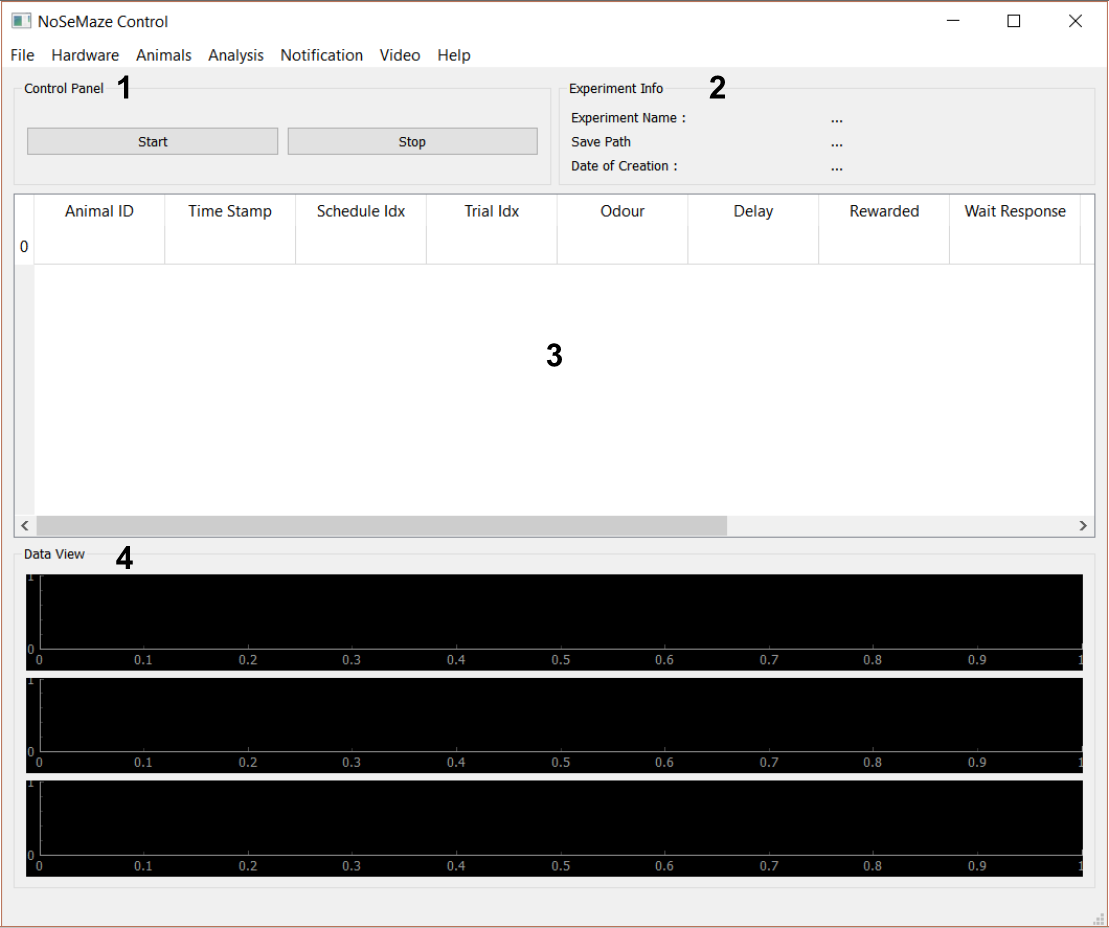 NoSeMaze Control
File Hardware Animals Analysis Notification Video Help
Control Panel 1
Start Stop
Experiment Info 2
Experiment Name : ...
Save Path ...
Date of Creation : ...
Animal ID Time Stamp Schedule Idx Trial Idx Odour Delay Rewarded Wait Response
0
3
Data View 4
1
0
0 0.1 0.2 0.3 0.4 0.5 0.6 0.7 0.8 0.9 1
1
0
0 0.1 0.2 0.3 0.4 0.5 0.6 0.7 0.8 0.9 1
1
0
0 0.1 0.2 0.3 0.4 0.5 0.6 0.7 0.8 0.9 1